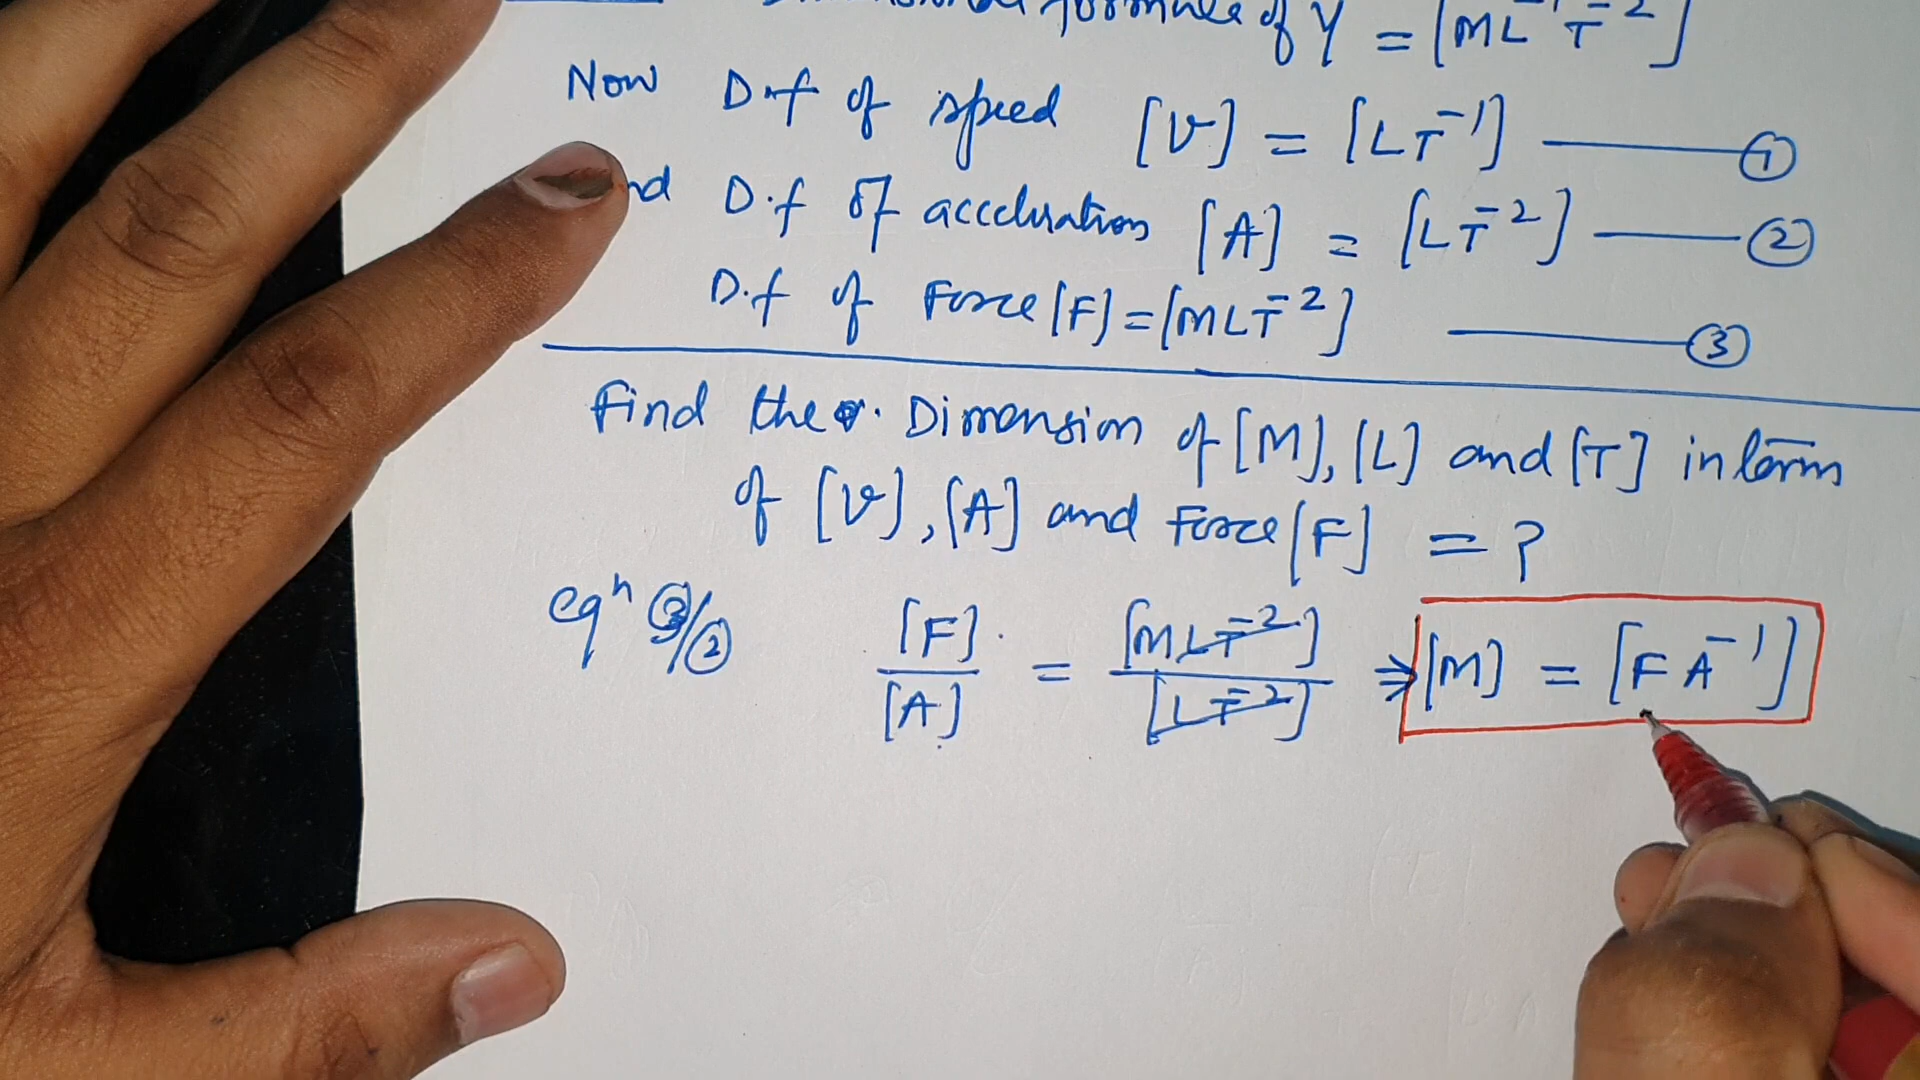 formula of Y = [ML⁻¹T⁻²]
Now D.f of speed [V] = [LT⁻¹] —— ①
nd D.f of acceleration [A] = [LT⁻²] —— ②
D.f of Force [F] = [MLT⁻²] —— ③
Find the Dimension of [M], [L] and [T] in term
of [V], [A] and Force [F] = ?
eqⁿ ③/② [F]/[A] = [MLT⁻²]/[LT⁻²] ⇒ [M] = [FA⁻¹]